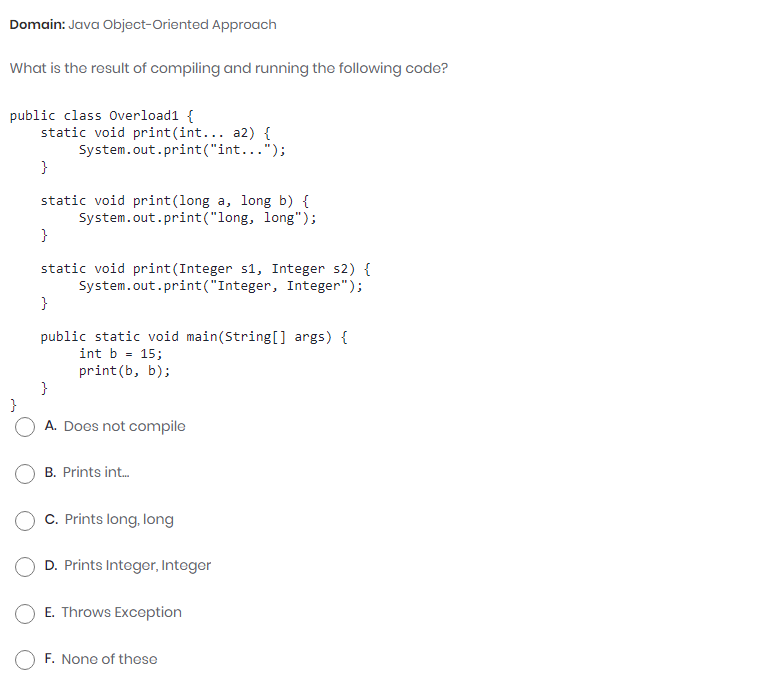 Domain: Java Object-Oriented Approach
What is the result of compiling and running the following code?
public class Overload1 {
    static void print(int... a2) {
        System.out.print("int...");
    }
    static void print(long a, long b) {
        System.out.print("long, long");
    }
    static void print(Integer s1, Integer s2) {
        System.out.print("Integer, Integer");
    }
    public static void main(String[] args) {
        int b = 15;
        print(b, b);
    }
}
A. Does not compile
B. Prints int...
C. Prints long, long
D. Prints Integer, Integer
E. Throws Exception
F. None of these